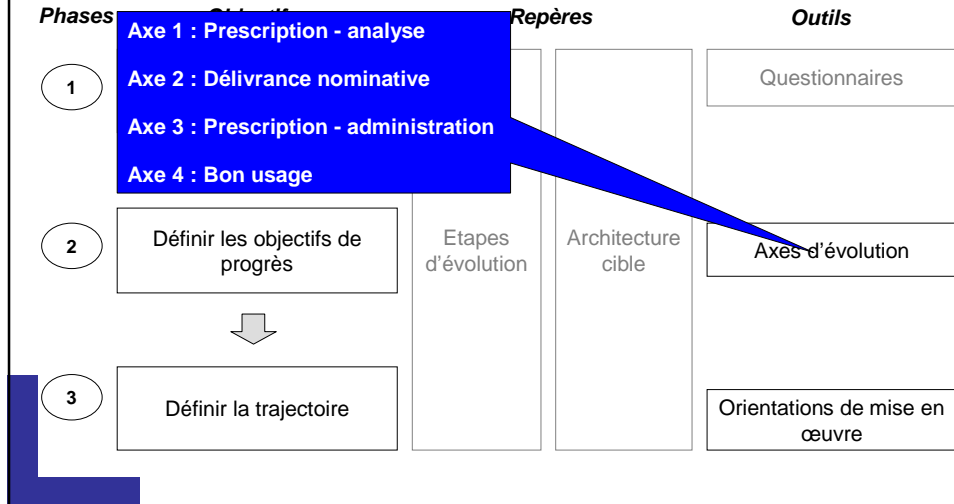 Phases Repères Outils
Axe 1 : Prescription - analyse
Axe 2 : Délivrance nominative
Axe 3 : Prescription - administration
Axe 4 : Bon usage
1
Questionnaires
2
Définir les objectifs de
progrès
Etapes
d'évolution
Architecture
cible
Axes d'évolution
3
Définir la trajectoire
Orientations de mise en
œuvre